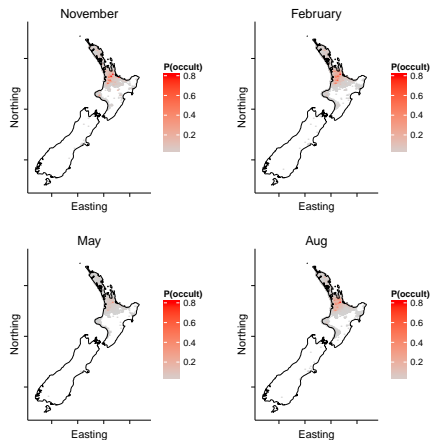 November
Northing
Easting
P(occult)
0.8
0.6
0.4
0.2
February
Northing
Easting
P(occult)
0.8
0.6
0.4
0.2
May
Northing
Easting
P(occult)
0.8
0.6
0.4
0.2
Aug
Northing
Easting
P(occult)
0.8
0.6
0.4
0.2